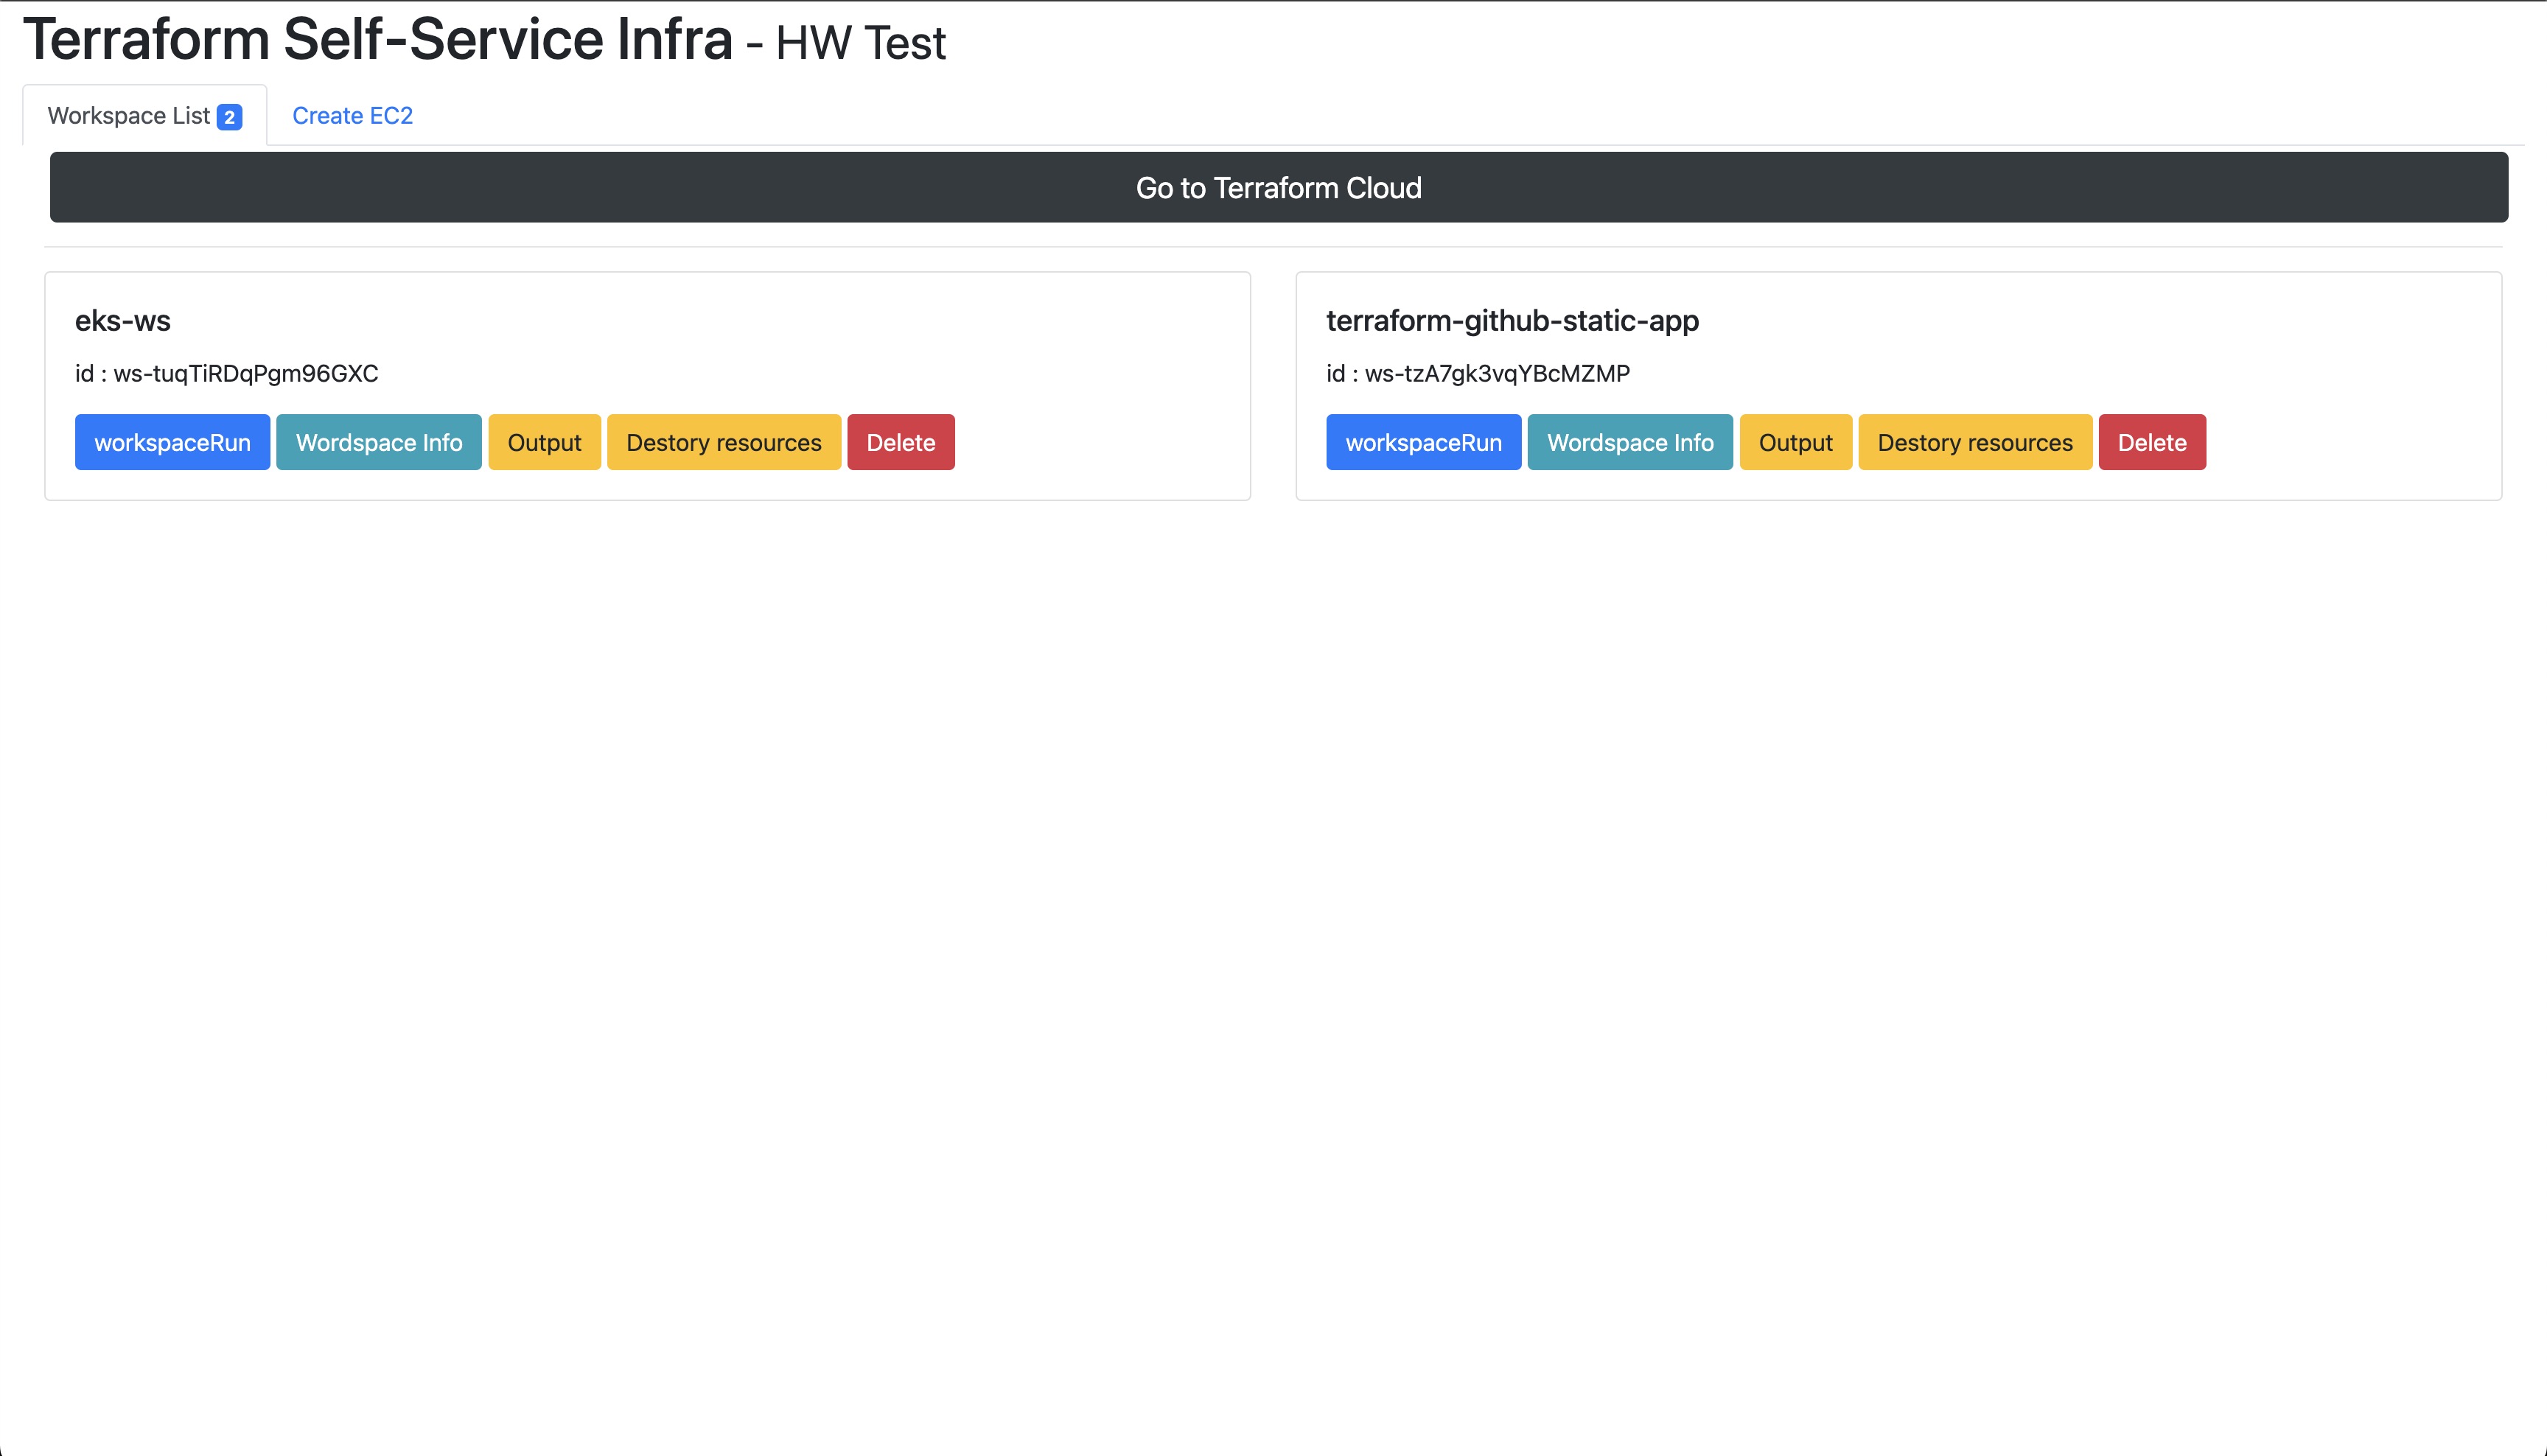 Terraform Self-Service Infra - HW Test
Workspace List 2 Create EC2
Go to Terraform Cloud
eks-ws
id : ws-tuqTiRDqPgm96GXC
workspaceRun Wordspace Info Output Destory resources Delete
terraform-github-static-app
id : ws-tzA7gk3vqYBcMZMP
workspaceRun Wordspace Info Output Destory resources Delete